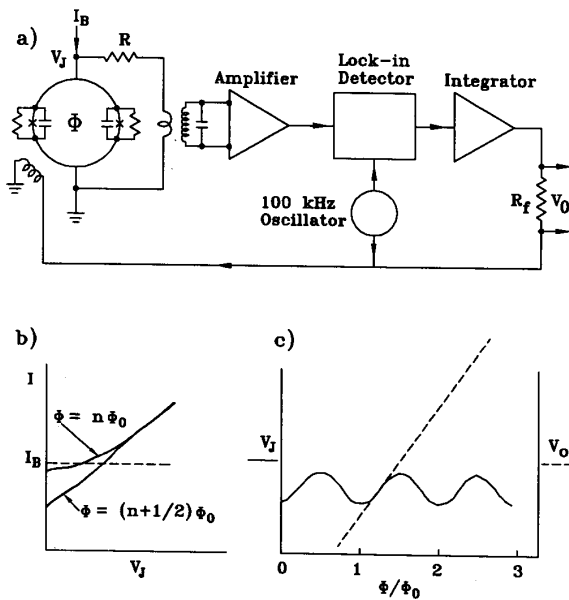 a)
I_B
V_J
R
Φ
Amplifier
Lock-in
Detector
Integrator
100 kHz
Oscillator
R_f
V_0
b)
I
Φ = nΦ_0
I_B
Φ = (n+1/2)Φ_0
V_J
c)
V_J
V_o
0
1
2
3
Φ/Φ_0